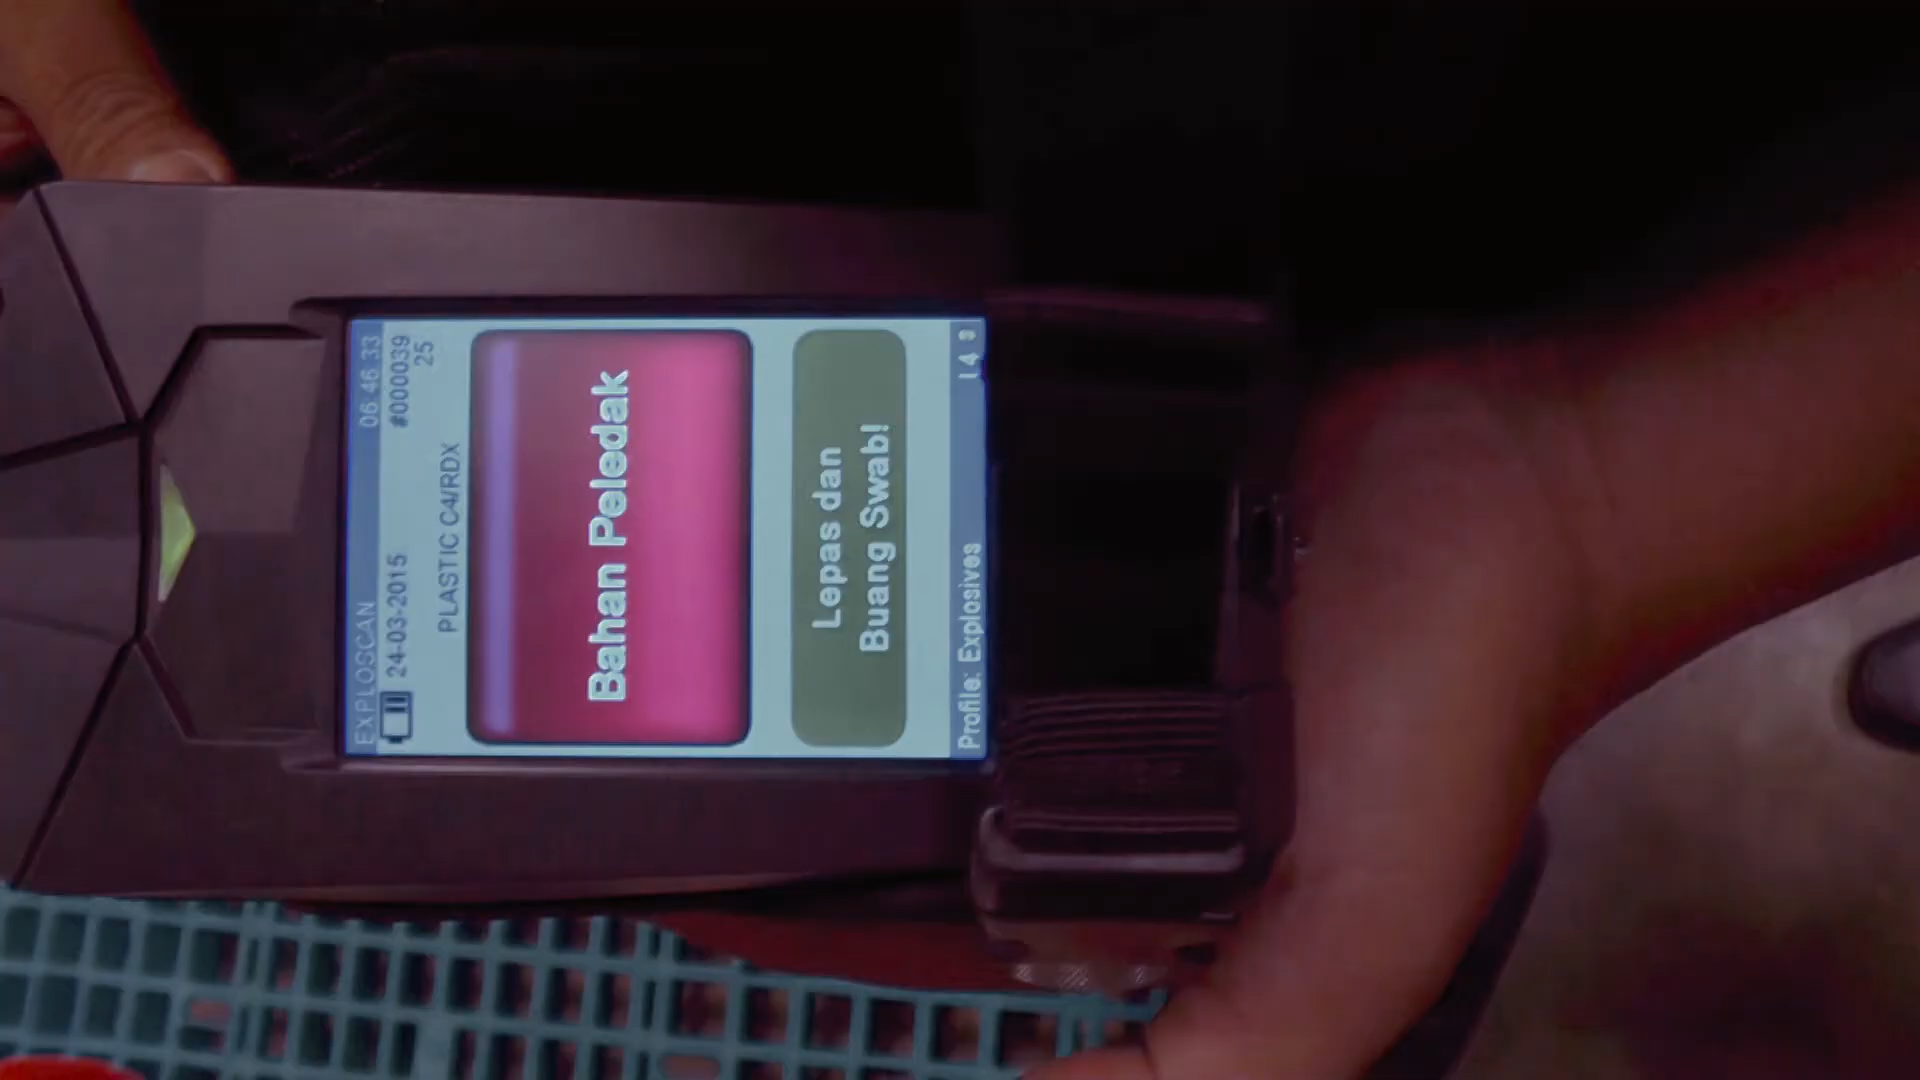 EXPLOSCAN 06 46 33
24-03-2015 #000039
25
PLASTIC C4/RDX
Bahan Peledak
Lepas dan
Buang Swab!
Profile: Explosives